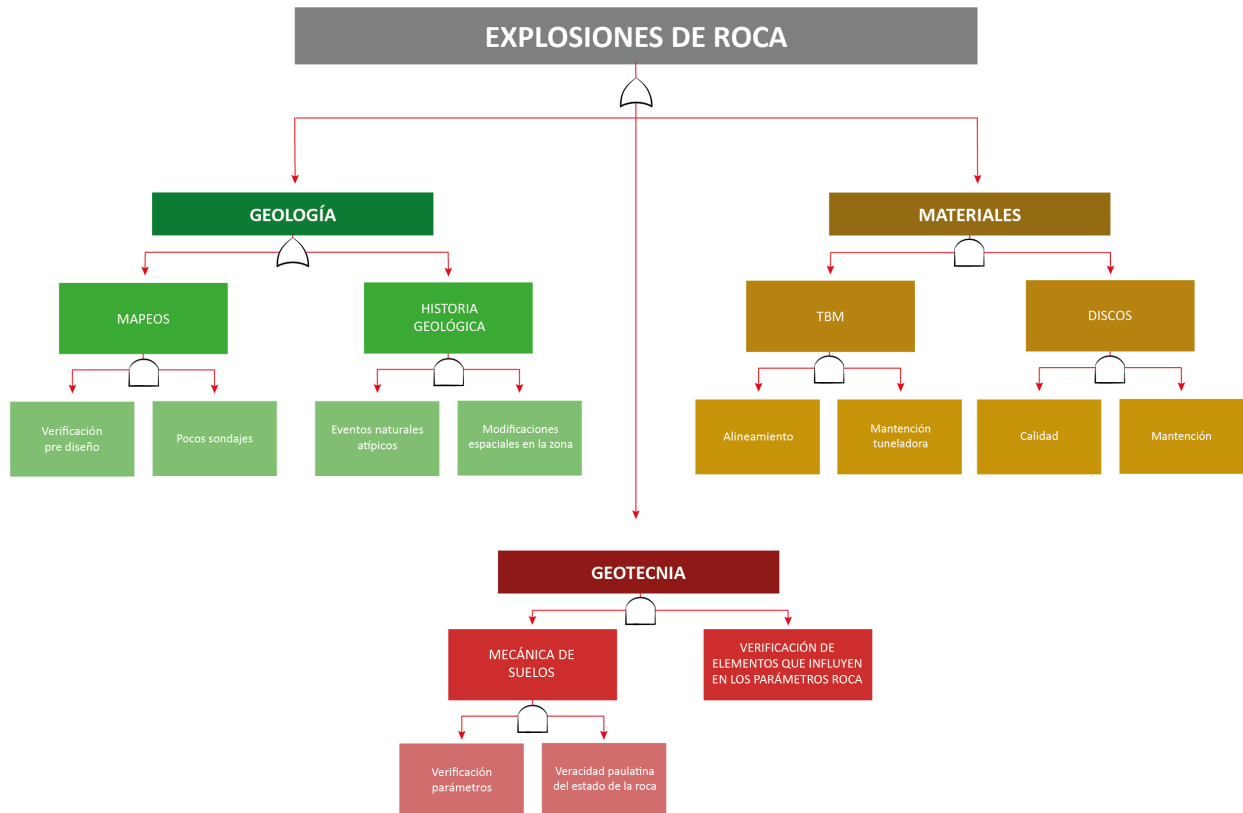 EXPLOSIONES DE ROCA
GEOLOGÍA
MATERIALES
MAPEOS
HISTORIA
GEOLÓGICA
TBM
DISCOS
Verificación
pre diseño
Pocos sondajes
Eventos naturales
atípicos
Modificaciones
espaciales en la zona
Alineamiento
Mantención
tuneladora
Calidad
Mantención
GEOTECNIA
MECÁNICA DE
SUELOS
VERIFICACIÓN DE
ELEMENTOS QUE INFLUYEN
EN LOS PARÁMETROS ROCA
Verificación
parámetros
Veracidad paulatina
del estado de la roca